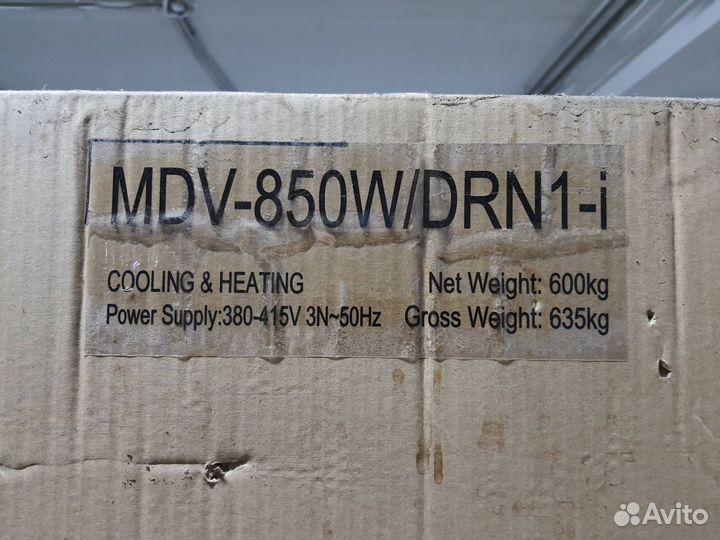 MDV-850W/DRN1-i
COOLING & HEATING Net Weight: 600kg
Power Supply:380-415V 3N~50Hz Gross Weight: 635kg
Avito